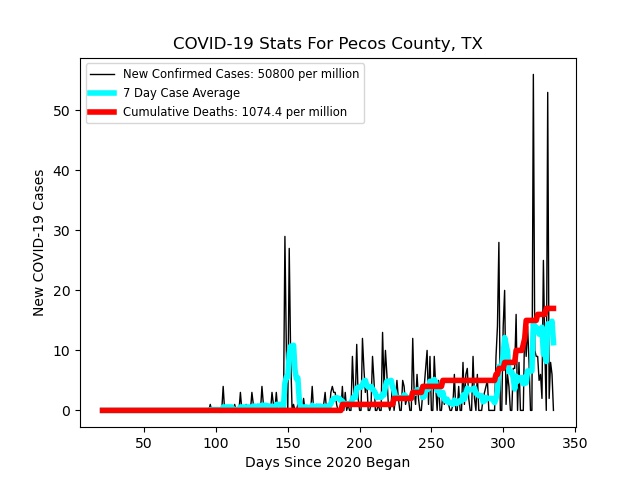 COVID-19 Stats For Pecos County, TX
New Confirmed Cases: 50800 per million
7 Day Case Average
Cumulative Deaths: 1074.4 per million
New COVID-19 Cases
50
40
30
20
10
0
50 100 150 200 250 300 350
Days Since 2020 Began